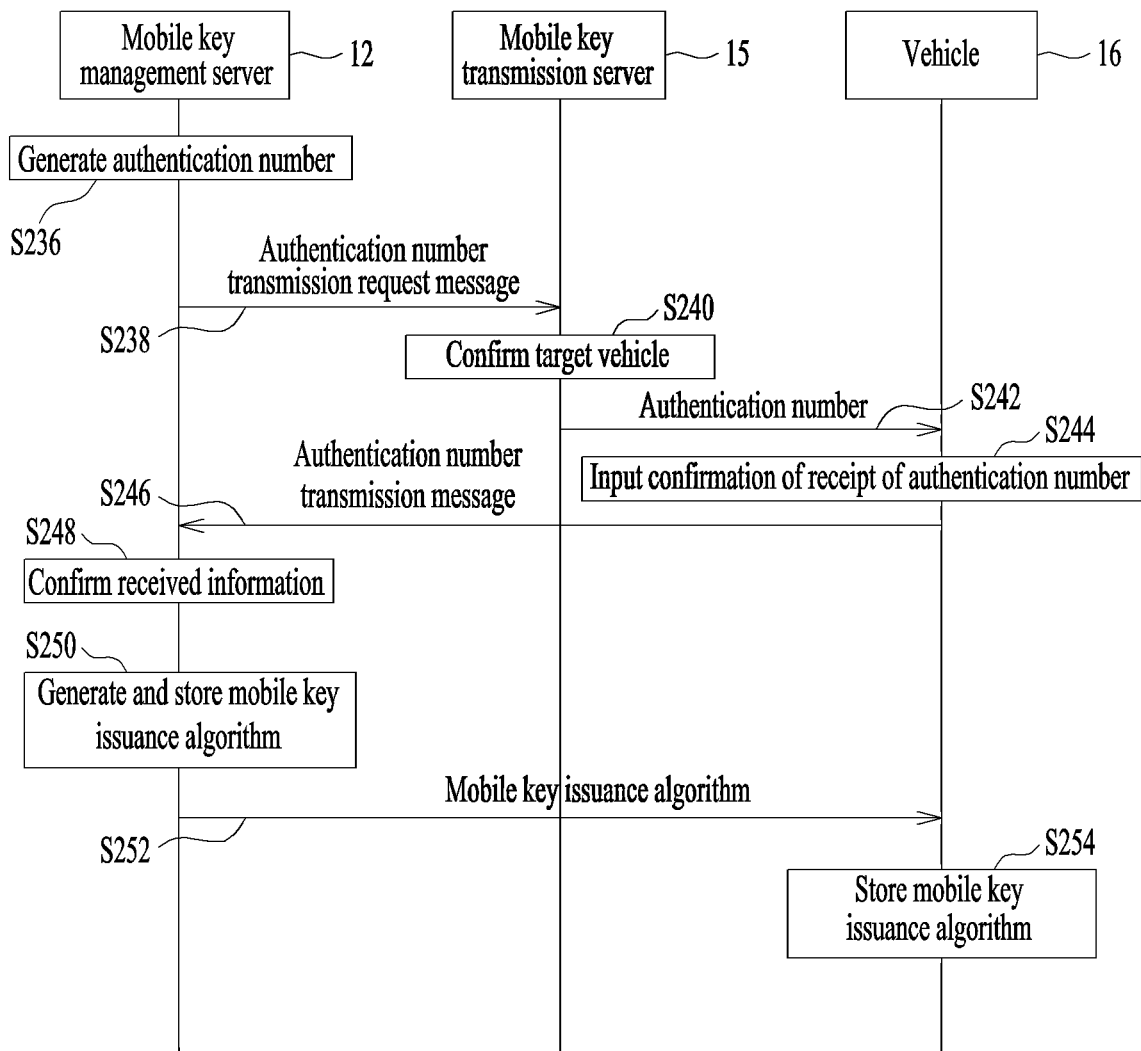 Mobile key
management server
12
Mobile key
transmission server
15
Vehicle
16
Generate authentication number
S236
Authentication number
transmission request message
S238
S240
Confirm target vehicle
Authentication number
S242
S244
Input confirmation of receipt of authentication number
Authentication number
transmission message
S246
S248
Confirm received information
S250
Generate and store mobile key
issuance algorithm
Mobile key issuance algorithm
S252
S254
Store mobile key
issuance algorithm